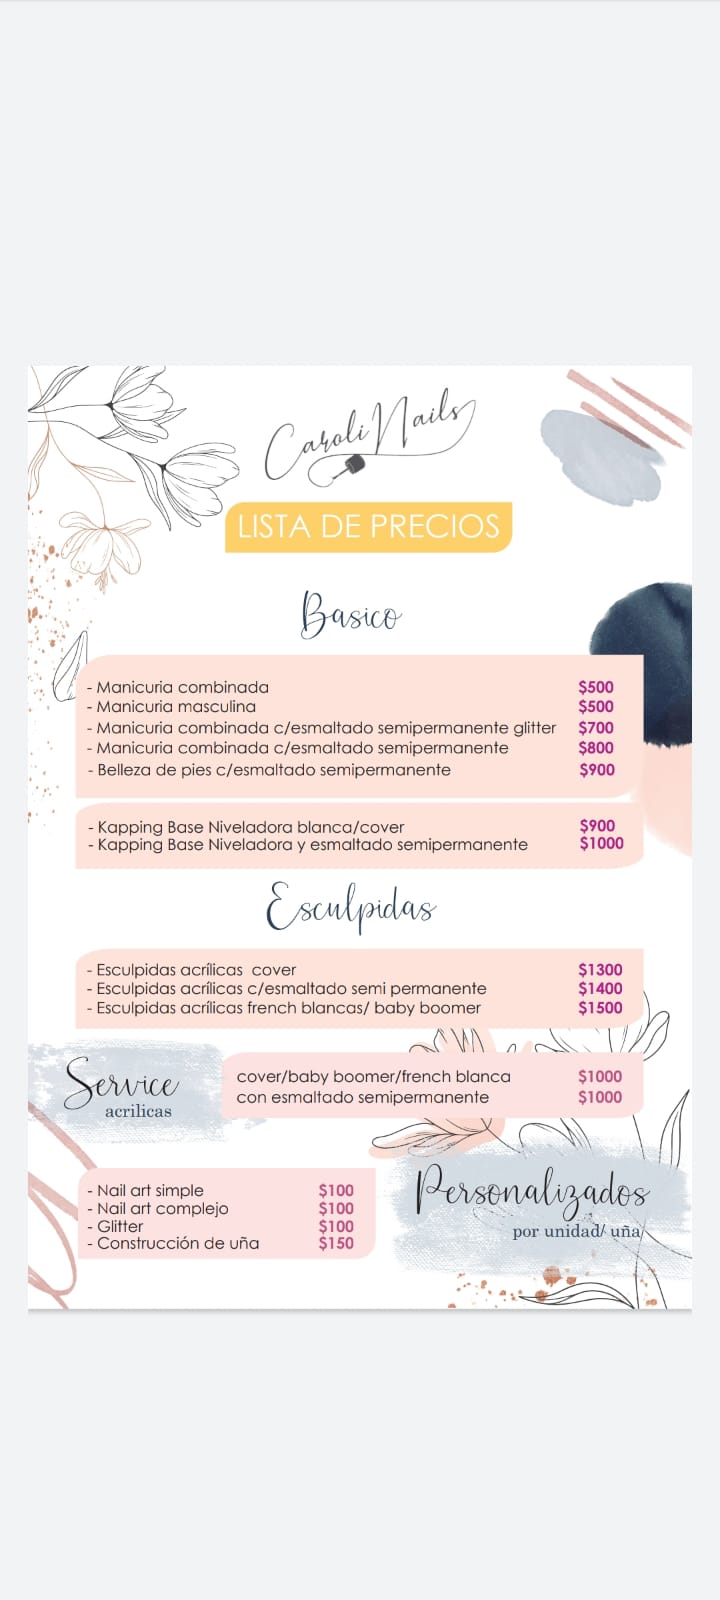 Caroli Nails
LISTA DE PRECIOS
Basico
- Manicuria combinada $500
- Manicuria masculina $500
- Manicuria combinada c/esmaltado semipermanente glitter $700
- Manicuria combinada c/esmaltado semipermanente $800
- Belleza de pies c/esmaltado semipermanente $900
- Kapping Base Niveladora blanca/cover $900
- Kapping Base Niveladora y esmaltado semipermanente $1000
Esculpidas
- Esculpidas acrílicas cover $1300
- Esculpidas acrílicas c/esmaltado semi permanente $1400
- Esculpidas acrílicas french blancas/ baby boomer $1500
Service
acrilicas
cover/baby boomer/french blanca $1000
con esmaltado semipermanente $1000
Personalizados
por unidad/ uña
- Nail art simple $100
- Nail art complejo $100
- Glitter $100
- Construcción de uña $150